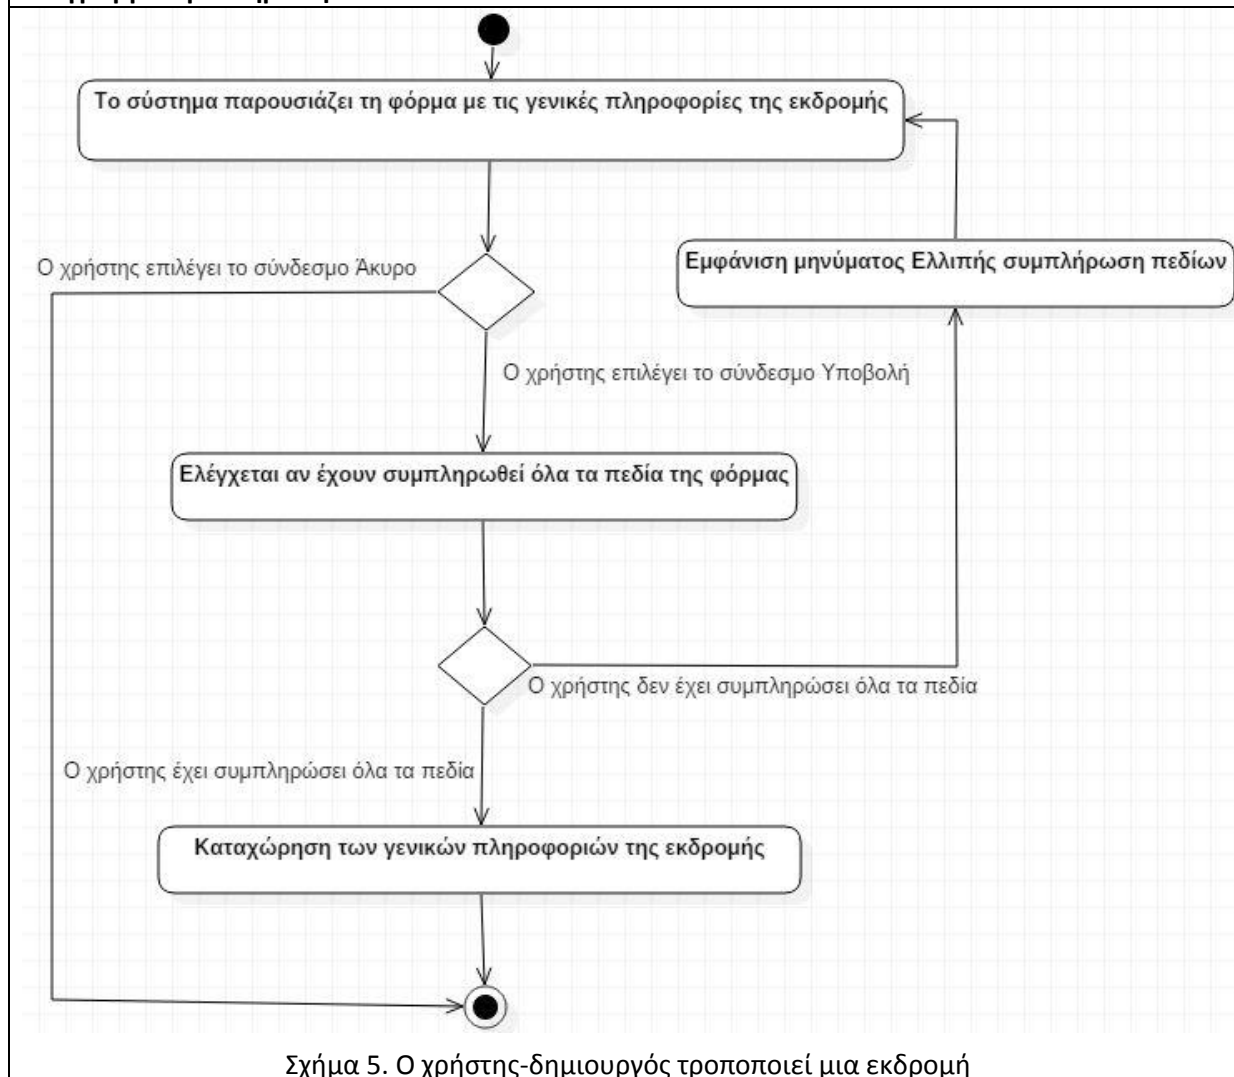 Το σύστημα παρουσιάζει τη φόρμα με τις γενικές πληροφορίες της εκδρομής
Ο χρήστης επιλέγει το σύνδεσμο Άκυρο
Εμφάνιση μηνύματος Ελλιπής συμπλήρωση πεδίων
Ο χρήστης επιλέγει το σύνδεσμο Υποβολή
Ελέγχεται αν έχουν συμπληρωθεί όλα τα πεδία της φόρμας
Ο χρήστης δεν έχει συμπληρώσει όλα τα πεδία
Ο χρήστης έχει συμπληρώσει όλα τα πεδία
Καταχώρηση των γενικών πληροφοριών της εκδρομής
Σχήμα 5. Ο χρήστης-δημιουργός τροποποιεί μια εκδρομή